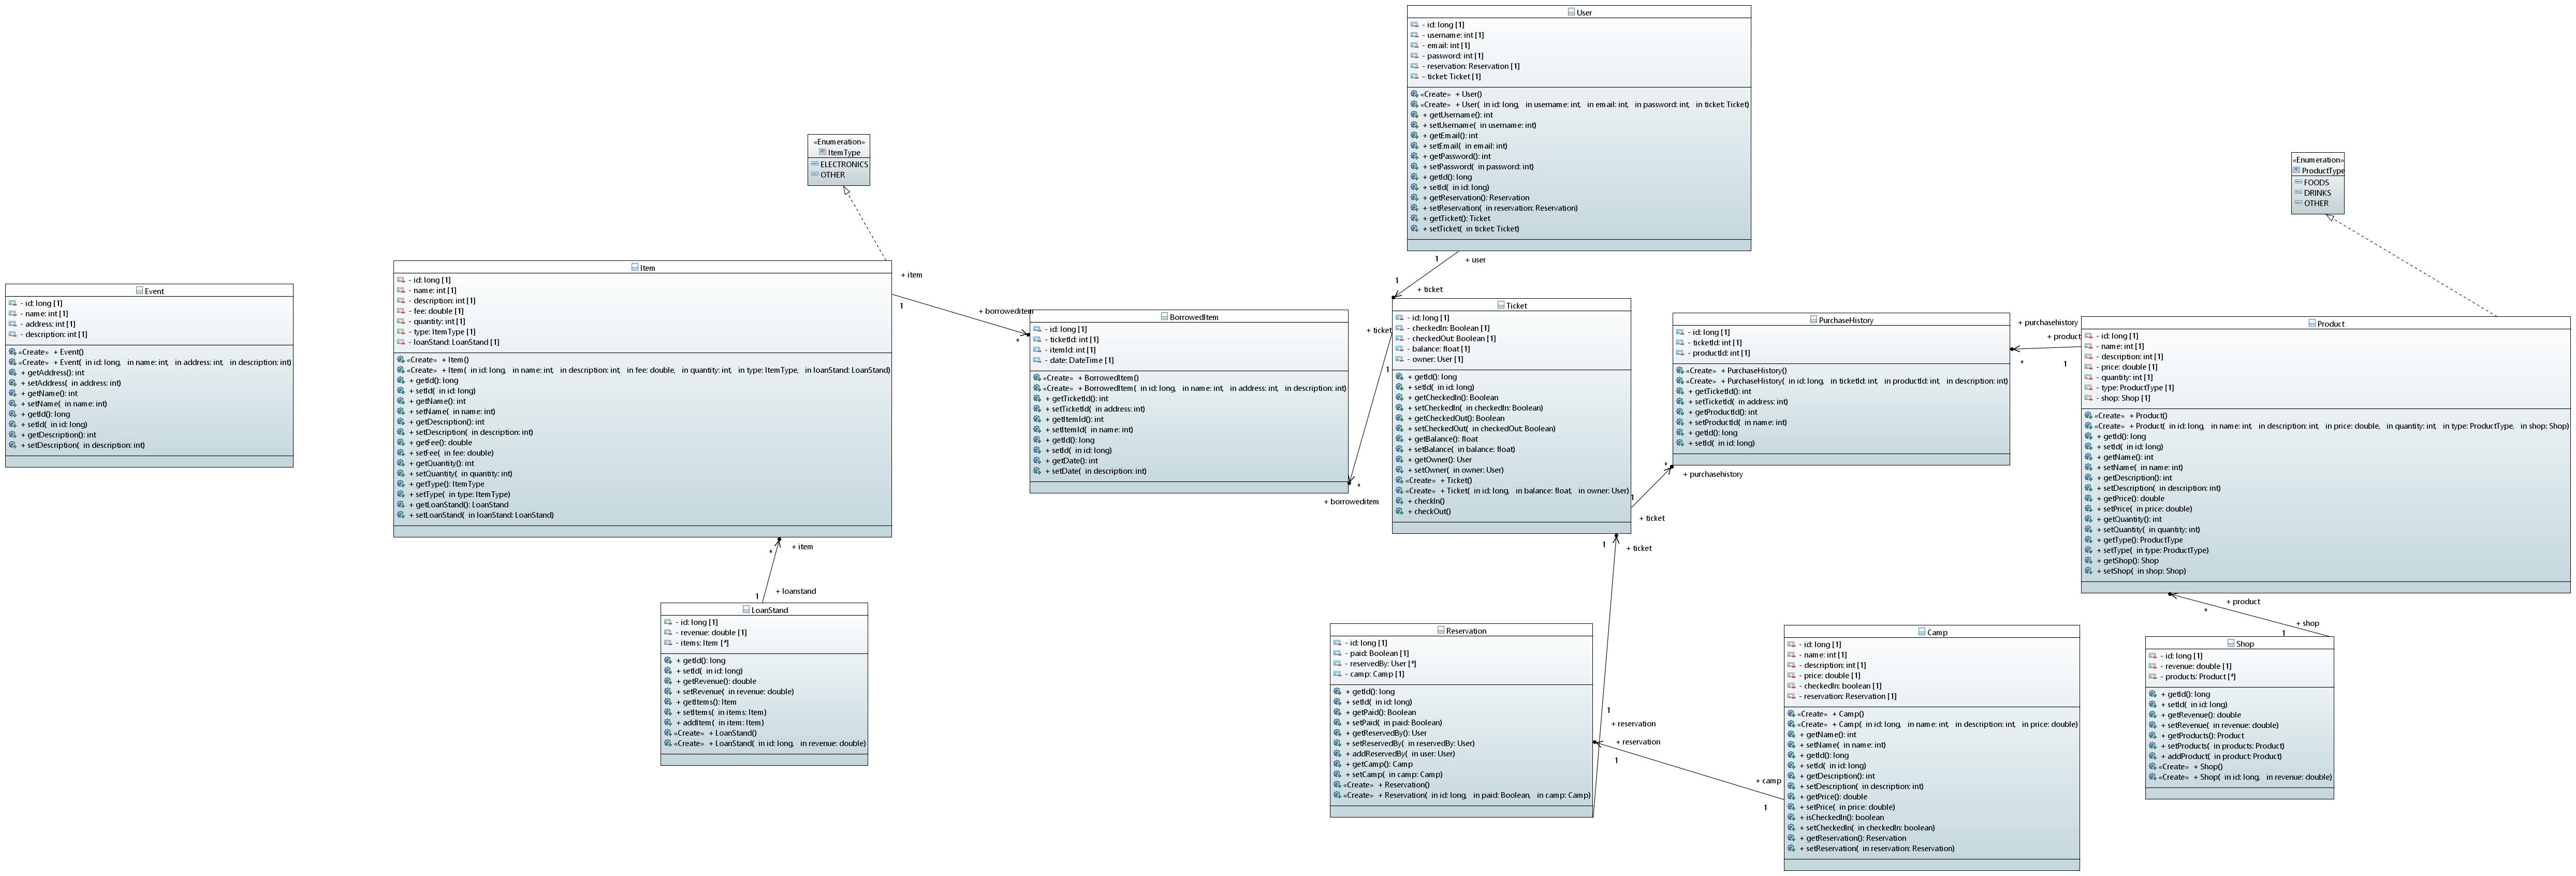 User
- id: long [1]
- username: int [1]
- email: int [1]
- password: int [1]
- reservation: Reservation [1]
- ticket: Ticket [1]
«Create» + User()
«Create» + User( in id: long, in username: int, in email: int, in password: int, in ticket: Ticket)
+ getUsername(): int
+ setUsername( in username: int)
+ getEmail(): int
+ setEmail( in email: int)
+ getPassword(): int
+ setPassword( in password: int)
+ getId(): long
+ setId( in id: long)
+ getReservation(): Reservation
+ setReservation( in reservation: Reservation)
+ getTicket(): Ticket
+ setTicket( in ticket: Ticket)
1
+ user
1
+ ticket
«Enumeration»
ItemType
ELECTRONICS
OTHER
«Enumeration»
ProductType
FOODS
DRINKS
OTHER
Event
- id: long [1]
- name: int [1]
- address: int [1]
- description: int [1]
«Create» + Event()
«Create» + Event( in id: long, in name: int, in address: int, in description: int)
+ getAddress(): int
+ setAddress( in address: int)
+ getName(): int
+ setName( in name: int)
+ getId(): long
+ setId( in id: long)
+ getDescription(): int
+ setDescription( in description: int)
Item
- id: long [1]
- name: int [1]
- description: int [1]
- fee: double [1]
- quantity: int [1]
- type: ItemType [1]
- loanStand: LoanStand [1]
«Create» + Item()
«Create» + Item( in id: long, in name: int, in description: int, in fee: double, in quantity: int, in type: ItemType, in loanStand: LoanStand)
+ getId(): long
+ setId( in id: long)
+ getName(): int
+ setName( in name: int)
+ getDescription(): int
+ setDescription( in description: int)
+ getFee(): double
+ setFee( in fee: double)
+ getQuantity(): int
+ setQuantity( in quantity: int)
+ getType(): ItemType
+ setType( in type: ItemType)
+ getLoanStand(): LoanStand
+ setLoanStand( in loanStand: LoanStand)
+ item
1
+ borroweditem
*
BorrowedItem
- id: long [1]
- ticketId: int [1]
- itemId: int [1]
- date: DateTime [1]
«Create» + BorrowedItem()
«Create» + BorrowedItem( in id: long, in name: int, in address: int, in description: int)
+ getTicketId(): int
+ setTicketId( in address: int)
+ getItemId(): int
+ setItemId( in name: int)
+ getId(): long
+ setId( in id: long)
+ getDate(): int
+ setDate( in description: int)
+ ticket
1
*
+ borroweditem
Ticket
- id: long [1]
- checkedIn: Boolean [1]
- checkedOut: Boolean [1]
- balance: float [1]
- owner: User [1]
+ getId(): long
+ setId( in id: long)
+ getCheckedIn(): Boolean
+ setCheckedIn( in checkedIn: Boolean)
+ getCheckedOut(): Boolean
+ setCheckedOut( in checkedOut: Boolean)
+ getBalance(): float
+ setBalance( in balance: float)
+ getOwner(): User
+ setOwner( in owner: User)
«Create» + Ticket()
«Create» + Ticket( in id: long, in balance: float, in owner: User)
+ checkIn()
+ checkOut()
1
+ ticket
*
+ purchasehistory
1
+ ticket
PurchaseHistory
- id: long [1]
- ticketId: int [1]
- productId: int [1]
«Create» + PurchaseHistory()
«Create» + PurchaseHistory( in id: long, in ticketId: int, in productId: int, in description: int)
+ getTicketId(): int
+ setTicketId( in address: int)
+ getProductId(): int
+ setProductId( in name: int)
+ getId(): long
+ setId( in id: long)
+ purchasehistory
+ product
*
1
Product
- id: long [1]
- name: int [1]
- description: int [1]
- price: double [1]
- quantity: int [1]
- type: ProductType [1]
- shop: Shop [1]
«Create» + Product()
«Create» + Product( in id: long, in name: int, in description: int, in price: double, in quantity: int, in type: ProductType, in shop: Shop)
+ getId(): long
+ setId( in id: long)
+ getName(): int
+ setName( in name: int)
+ getDescription(): int
+ setDescription( in description: int)
+ getPrice(): double
+ setPrice( in price: double)
+ getQuantity(): int
+ setQuantity( in quantity: int)
+ getType(): ProductType
+ setType( in type: ProductType)
+ getShop(): Shop
+ setShop( in shop: Shop)
+ product
*
+ shop
1
*
+ item
+ loanstand
1
LoanStand
- id: long [1]
- revenue: double [1]
- items: Item [*]
+ getId(): long
+ setId( in id: long)
+ getRevenue(): double
+ setRevenue( in revenue: double)
+ getItems(): Item
+ setItems( in items: Item)
+ addItem( in item: Item)
«Create» + LoanStand()
«Create» + LoanStand( in id: long, in revenue: double)
Reservation
- id: long [1]
- paid: Boolean [1]
- reservedBy: User [*]
- camp: Camp [1]
+ getId(): long
+ setId( in id: long)
+ getPaid(): Boolean
+ setPaid( in paid: Boolean)
+ getReservedBy(): User
+ setReservedBy( in reservedBy: User)
+ addReservedBy( in user: User)
+ getCamp(): Camp
+ setCamp( in camp: Camp)
«Create» + Reservation()
«Create» + Reservation( in id: long, in paid: Boolean, in camp: Camp)
1
+ reservation
+ reservation
1
+ camp
1
Camp
- id: long [1]
- name: int [1]
- description: int [1]
- price: double [1]
- checkedIn: boolean [1]
- reservation: Reservation [1]
«Create» + Camp()
«Create» + Camp( in id: long, in name: int, in description: int, in price: double)
+ getName(): int
+ setName( in name: int)
+ getId(): long
+ setId( in id: long)
+ getDescription(): int
+ setDescription( in description: int)
+ getPrice(): double
+ setPrice( in price: double)
+ isCheckedIn(): boolean
+ setCheckedIn( in checkedIn: boolean)
+ getReservation(): Reservation
+ setReservation( in reservation: Reservation)
Shop
- id: long [1]
- revenue: double [1]
- products: Product [*]
+ getId(): long
+ setId( in id: long)
+ getRevenue(): double
+ setRevenue( in revenue: double)
+ getProducts(): Product
+ setProducts( in products: Product)
+ addProduct( in product: Product)
«Create» + Shop()
«Create» + Shop( in id: long, in revenue: double)